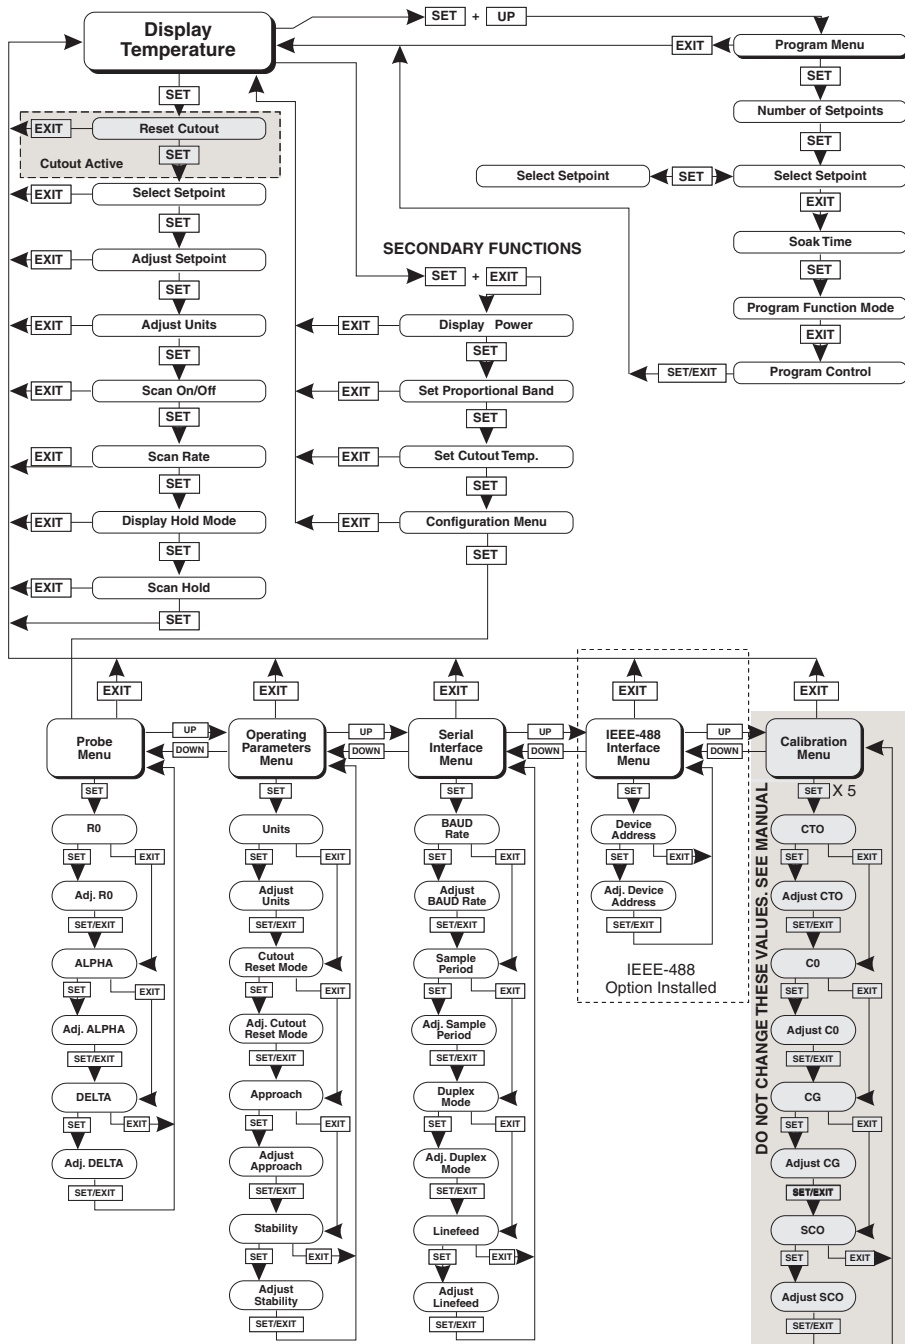 Display
Temperature
SET + UP
EXIT
Program Menu
SET
Number of Setpoints
SET
Select Setpoint
SET
Select Setpoint
EXIT
Soak Time
SET
Program Function Mode
EXIT
SET/EXIT
Program Control
SET
EXIT
Reset Cutout
SET
Cutout Active
EXIT
Select Setpoint
SET
EXIT
Adjust Setpoint
SET
EXIT
Adjust Units
SET
EXIT
Scan On/Off
SET
EXIT
Scan Rate
SET
EXIT
Display Hold Mode
SET
EXIT
Scan Hold
SET
SECONDARY FUNCTIONS
SET + EXIT
EXIT
Display Power
SET
EXIT
Set Proportional Band
SET
EXIT
Set Cutout Temp.
SET
EXIT
Configuration Menu
SET
EXIT
Probe
Menu
UP
DOWN
SET
R0
SET
EXIT
Adj. R0
SET/EXIT
ALPHA
SET
EXIT
Adj. ALPHA
SET/EXIT
DELTA
SET
EXIT
Adj. DELTA
SET/EXIT
EXIT
Operating
Parameters
Menu
UP
DOWN
SET
Units
SET
EXIT
Adjust
Units
SET/EXIT
Cutout
Reset Mode
SET
EXIT
Adj. Cutout
Reset Mode
SET/EXIT
Approach
SET
EXIT
Adjust
Approach
SET/EXIT
Stability
SET
EXIT
Adjust
Stability
SET/EXIT
EXIT
Serial
Interface
Menu
UP
DOWN
SET
BAUD
Rate
SET
EXIT
Adjust
BAUD Rate
SET/EXIT
Sample
Period
SET
EXIT
Adj. Sample
Period
SET/EXIT
Duplex
Mode
SET
EXIT
Adj. Duplex
Mode
SET/EXIT
Linefeed
SET
EXIT
Adjust
Linefeed
SET/EXIT
EXIT
IEEE-488
Interface
Menu
UP
DOWN
SET
Device
Address
SET
EXIT
Adj. Device
Address
SET/EXIT
IEEE-488
Option Installed
EXIT
Calibration
Menu
SET X 5
DO NOT CHANGE THESE VALUES. SEE MANUAL
CTO
SET
EXIT
Adjust CTO
SET/EXIT
C0
SET
EXIT
Adjust C0
SET/EXIT
CG
SET
EXIT
Adjust CG
SET/EXIT
SCO
SET
EXIT
Adjust SCO
SET/EXIT